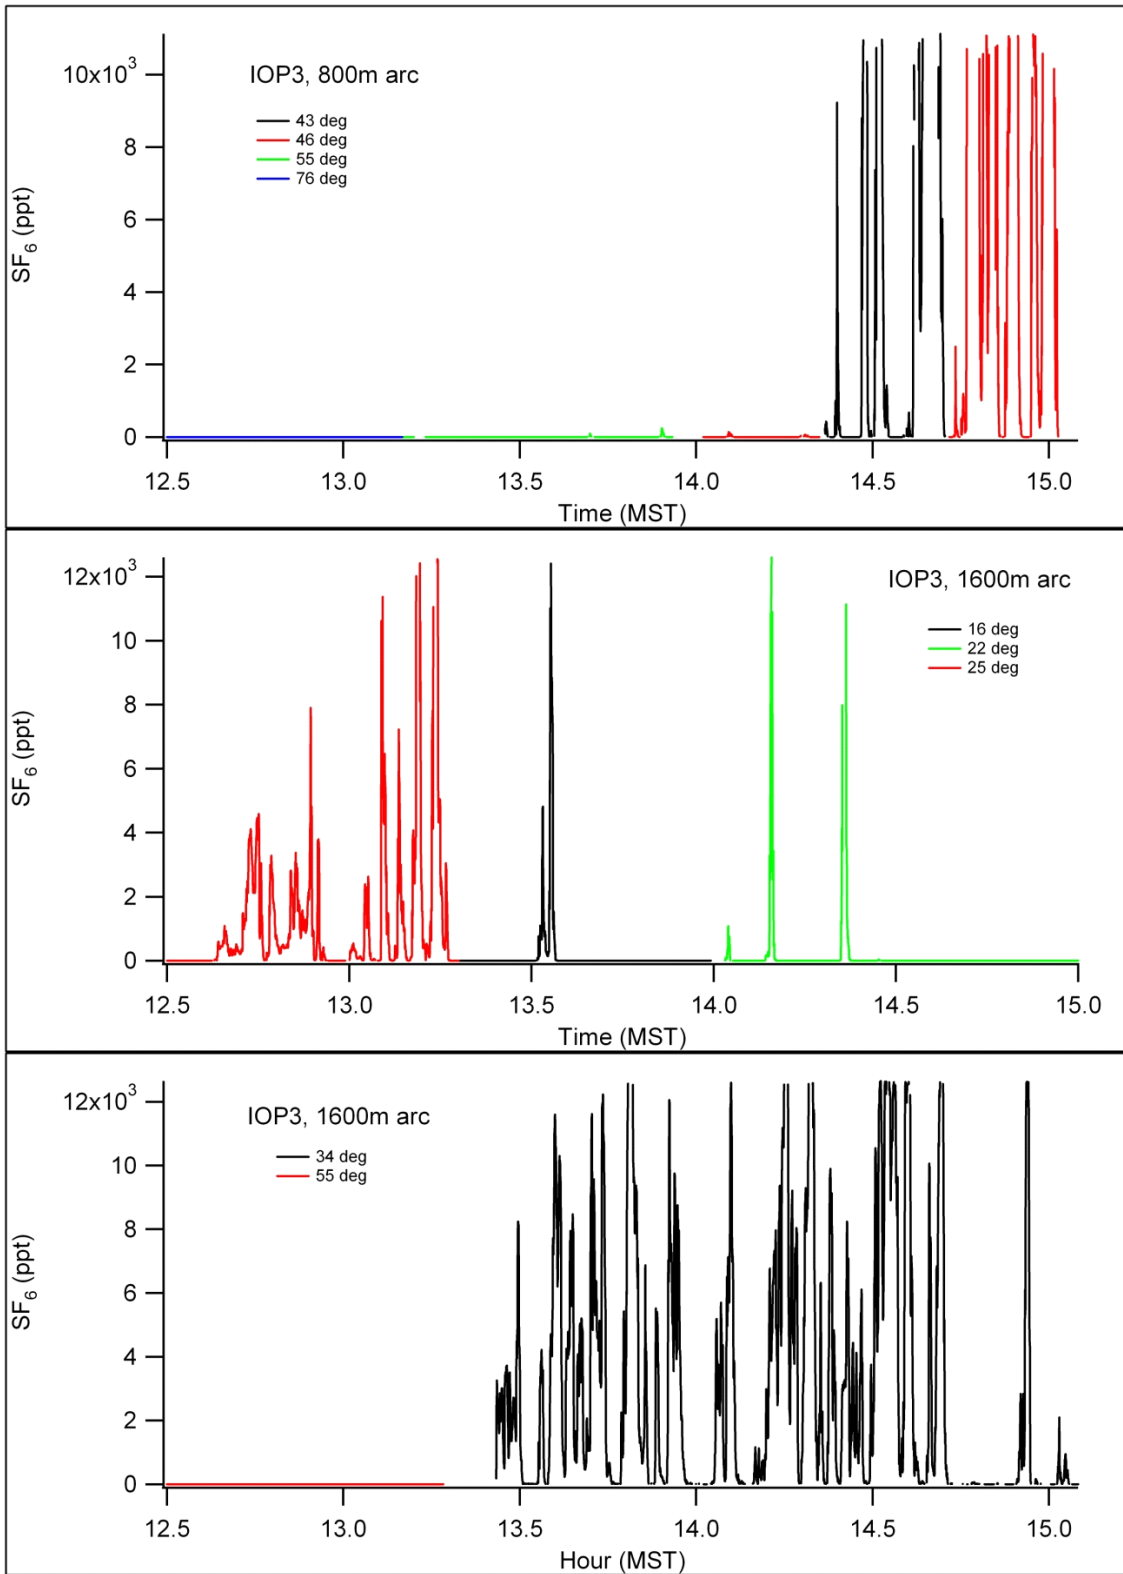 IOP3, 800m arc
43 deg
46 deg
55 deg
76 deg
10x10³
8
6
4
2
0
SF₆ (ppt)
12.5 13.0 13.5 14.0 14.5 15.0
Time (MST)
IOP3, 1600m arc
16 deg
22 deg
25 deg
12x10³
10
8
6
4
2
0
SF₆ (ppt)
12.5 13.0 13.5 14.0 14.5 15.0
Time (MST)
IOP3, 1600m arc
34 deg
55 deg
12x10³
10
8
6
4
2
0
SF₆ (ppt)
12.5 13.0 13.5 14.0 14.5 15.0
Hour (MST)